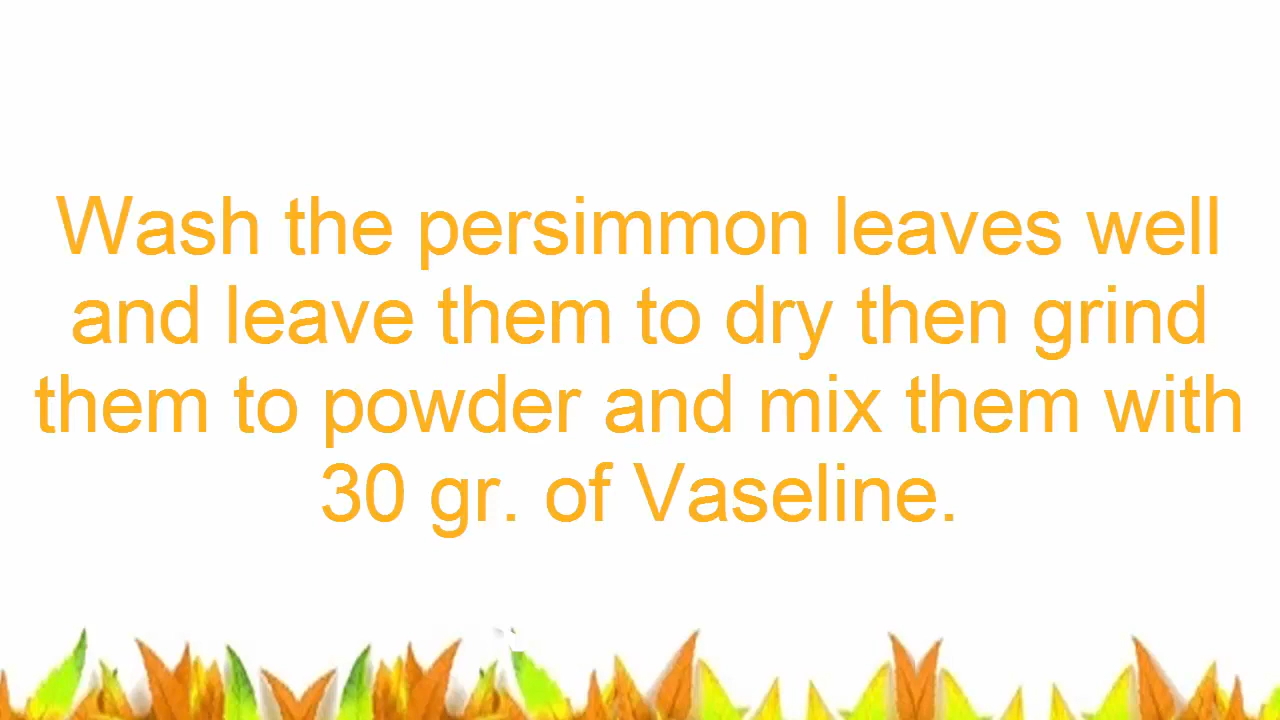 Wash the persimmon leaves well
and leave them to dry then grind
them to powder and mix them with
30 gr. of Vaseline.